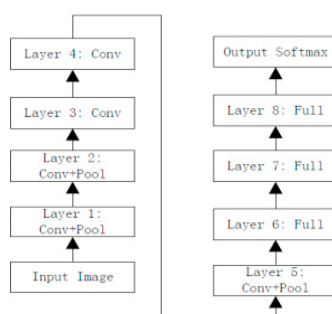 Layer 4: Conv
Layer 3: Conv
Layer 2:
Conv+Pool
Layer 1:
Conv+Pool
Input Image
Output Softmax
Layer 8: Full
Layer 7: Full
Layer 6: Full
Layer 5:
Conv+Pool